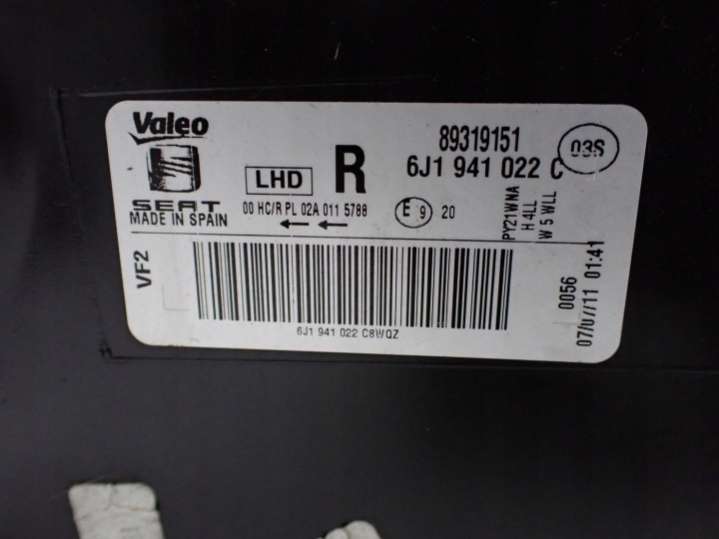 Valeo
SEAT
MADE IN SPAIN
LHD R
89319151
6J1 941 022 C
03S
00 HC/R PL 02A 011 5788
E 9 20
PY21WNA
H 4LL
W 5 WLL
VF2
6J1 941 022 C8WQZ
0056
07/07/11 01:41